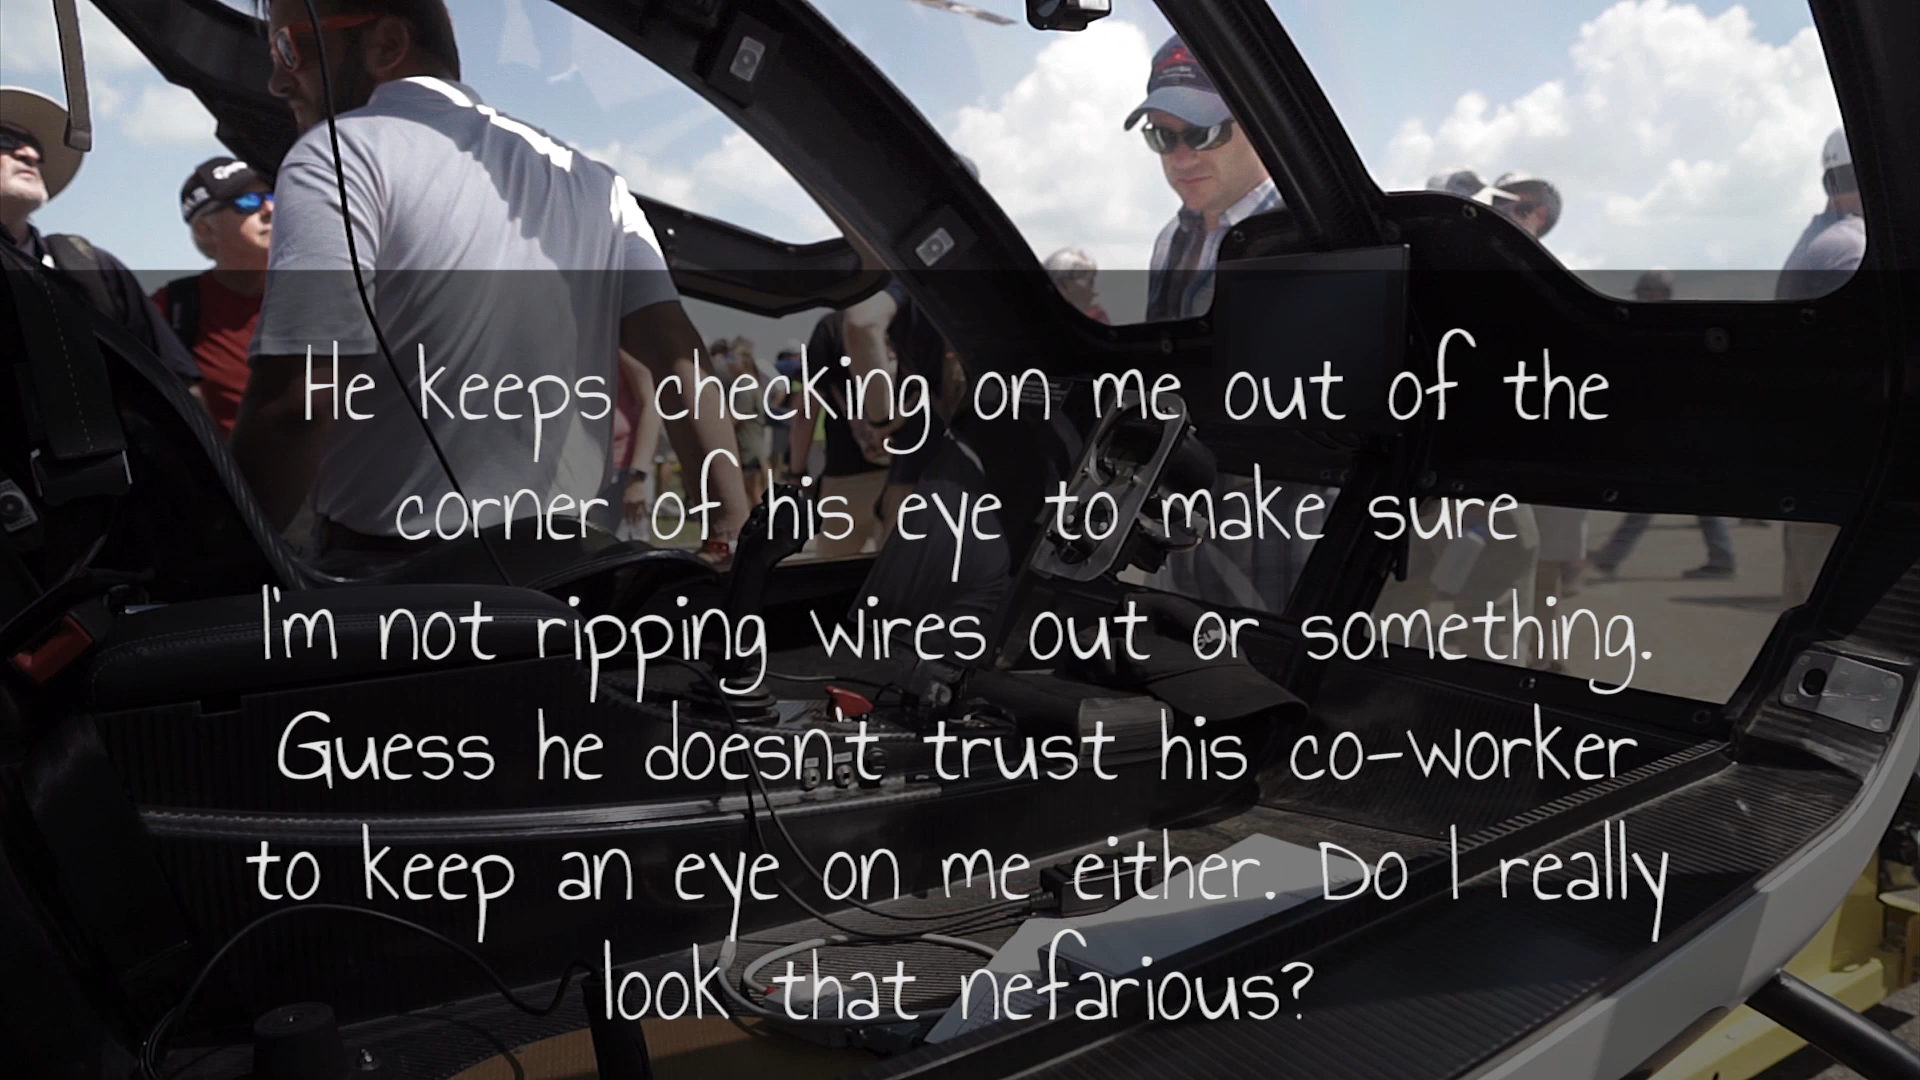 He keeps checking on me out of the
corner of his eye to make sure
I'm not ripping wires out or something.
Guess he doesn't trust his co-worker
to keep an eye on me either. Do I really
look that nefarious?